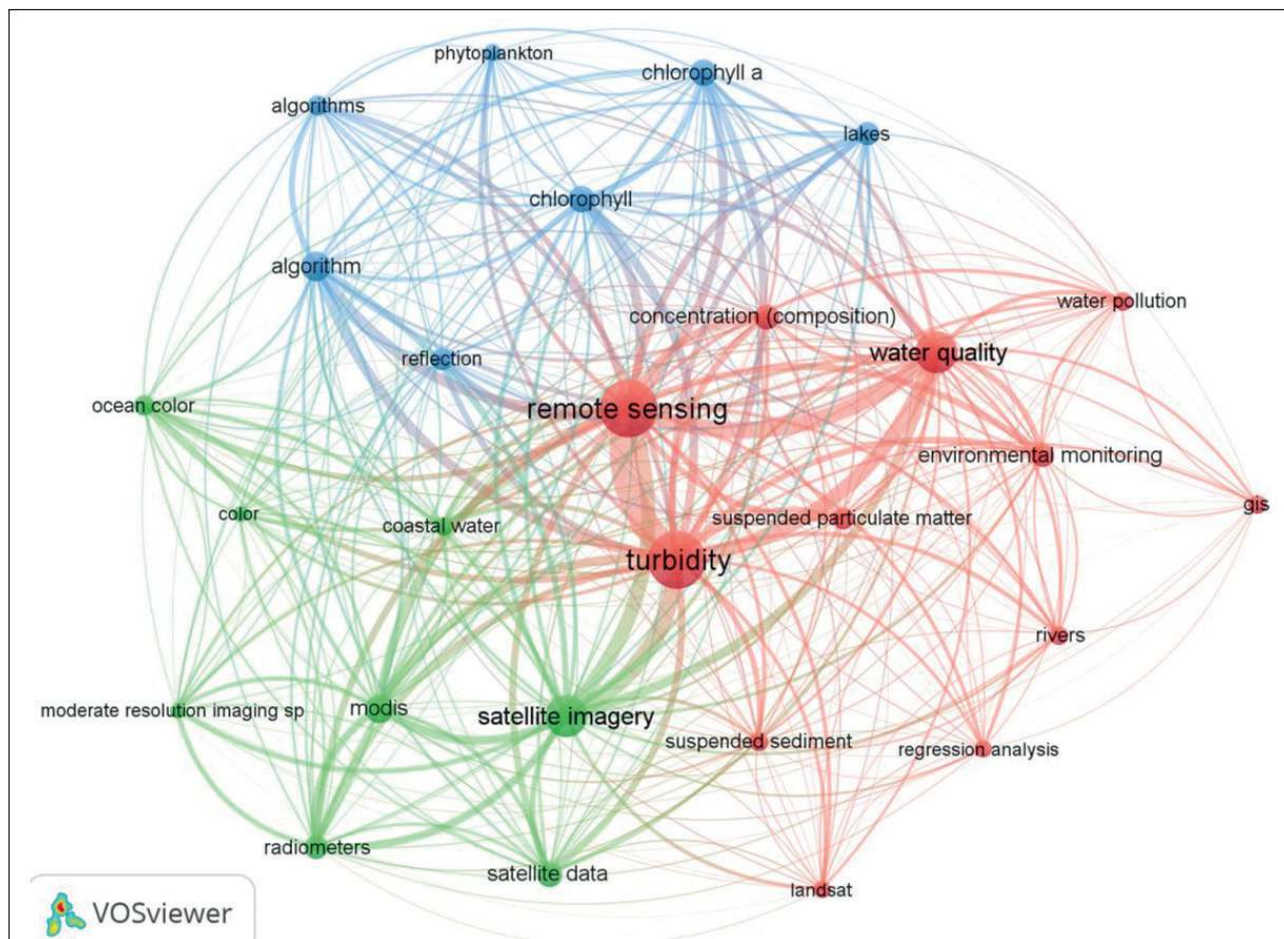 phytoplankton
chlorophyll a
algorithms
lakes
chlorophyll
algorithm
water pollution
concentration (composition)
water quality
reflection
ocean color
remote sensing
environmental monitoring
gis
color
coastal water
suspended particulate matter
turbidity
rivers
moderate resolution imaging sp
modis
satellite imagery
suspended sediment
regression analysis
radiometers
satellite data
landsat
VOSviewer